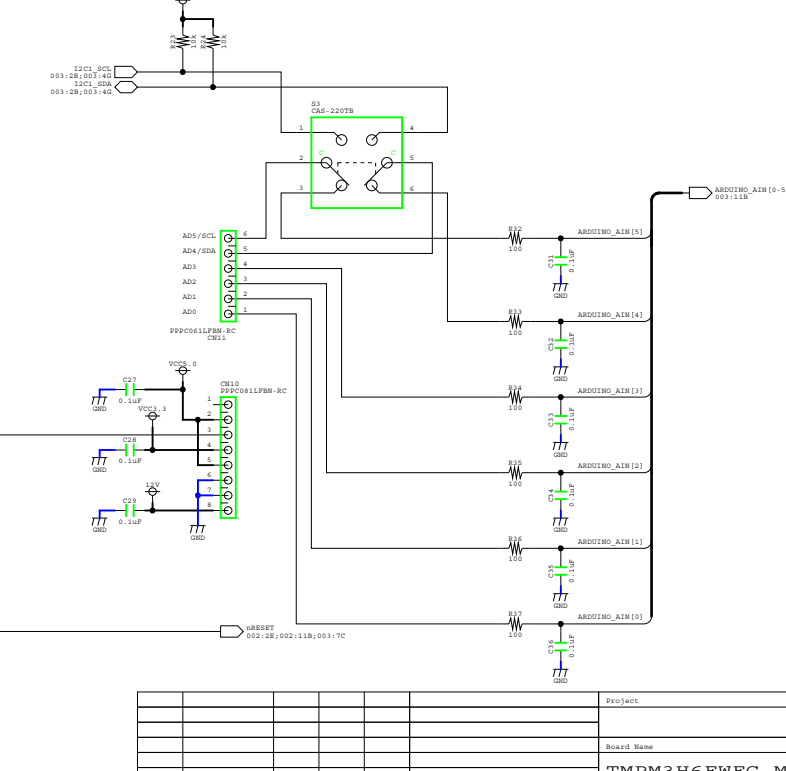 R23
10k
R24
10k
I2C1_SCL
003:2B;003:4G
I2C1_SDA
003:2B;003:4G
S3
CAS-220TB
1
4
C
C
2
5
3
6
ARDUINO_AIN[0-5
003:11B
AD5/SCL
6
AD4/SDA
5
AD3
4
AD2
3
AD1
2
AD0
1
PPPC061LFBN-RC
CN11
R32
100
ARDUINO_AIN[5]
C31
0.1uF
GND
R33
100
ARDUINO_AIN[4]
C32
0.1uF
GND
R34
100
ARDUINO_AIN[3]
C33
0.1uF
GND
R35
100
ARDUINO_AIN[2]
C34
0.1uF
GND
R36
100
ARDUINO_AIN[1]
C35
0.1uF
GND
R37
100
ARDUINO_AIN[0]
C36
0.1uF
GND
VCC5.0
C27
0.1uF
GND
VCC3.3
C28
0.1uF
GND
12V
C29
0.1uF
GND
CN10
PPPC081LFBN-RC
1
2
3
4
5
6
7
8
GND
nRESET
002:2E;002:11B;003:7C
Project
Board Name
TMPM3H6FWFG M